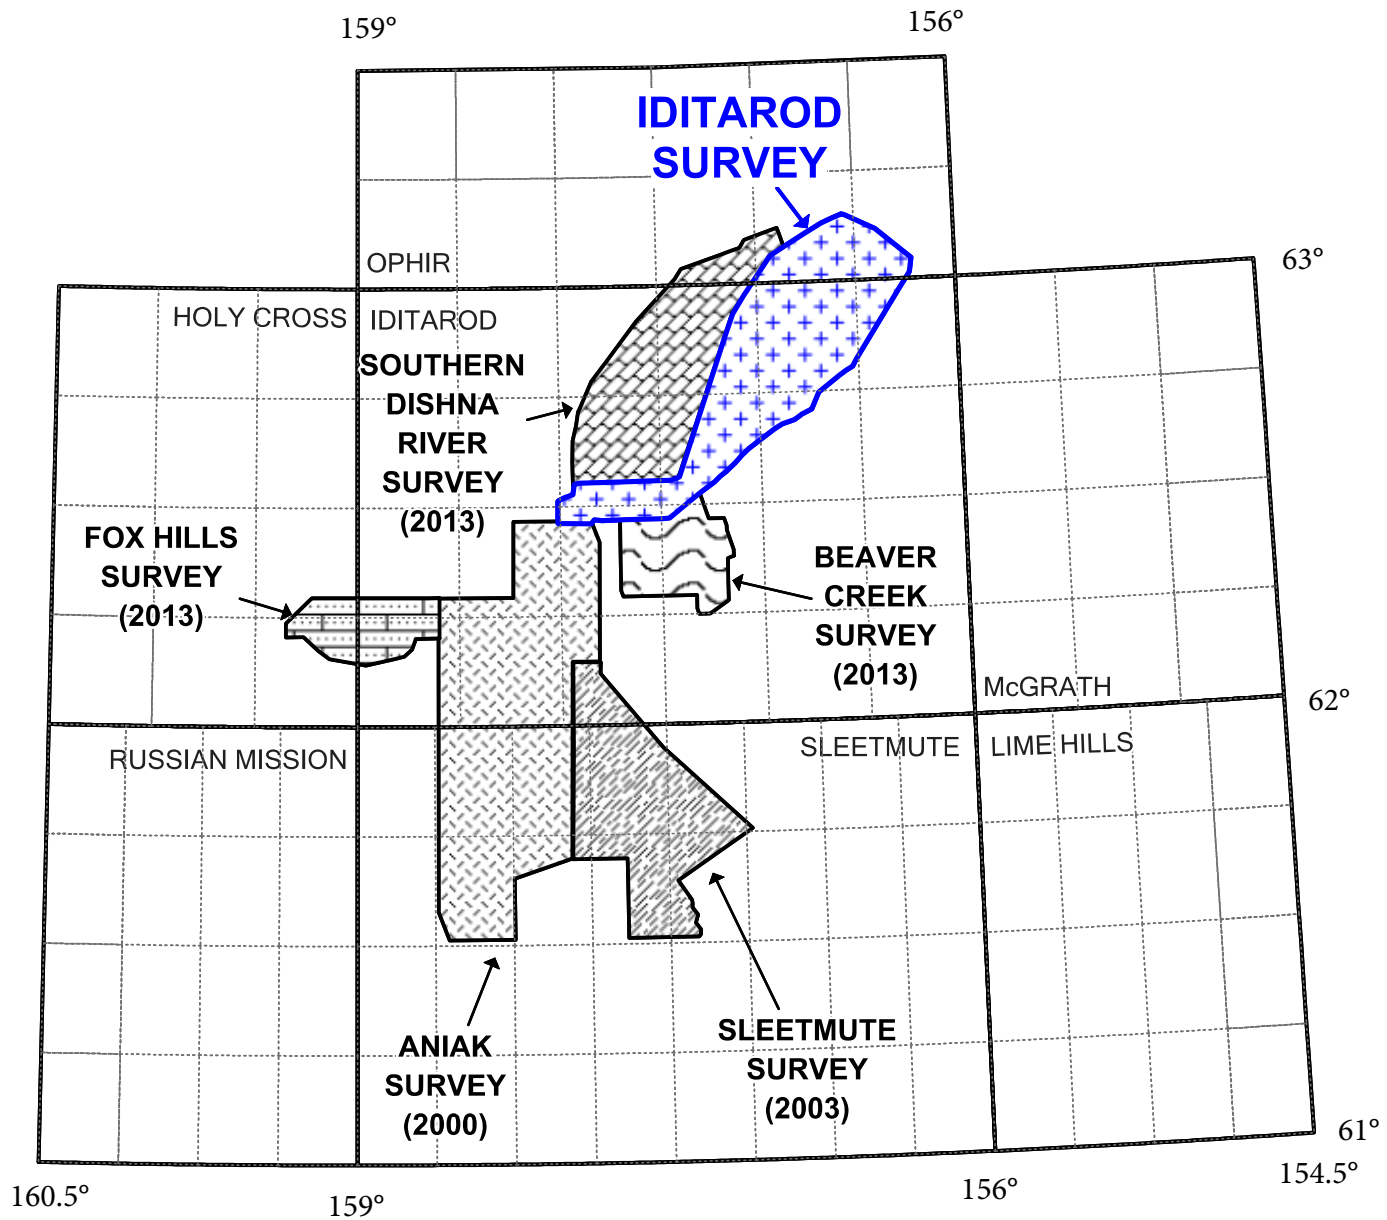 159°
156°
IDITAROD
SURVEY
OPHIR
63°
HOLY CROSS
IDITAROD
SOUTHERN
DISHNA
RIVER
SURVEY
(2013)
FOX HILLS
SURVEY
(2013)
BEAVER
CREEK
SURVEY
(2013)
McGRATH
62°
RUSSIAN MISSION
SLEETMUTE
LIME HILLS
ANIAK
SURVEY
(2000)
SLEETMUTE
SURVEY
(2003)
61°
160.5°
159°
156°
154.5°